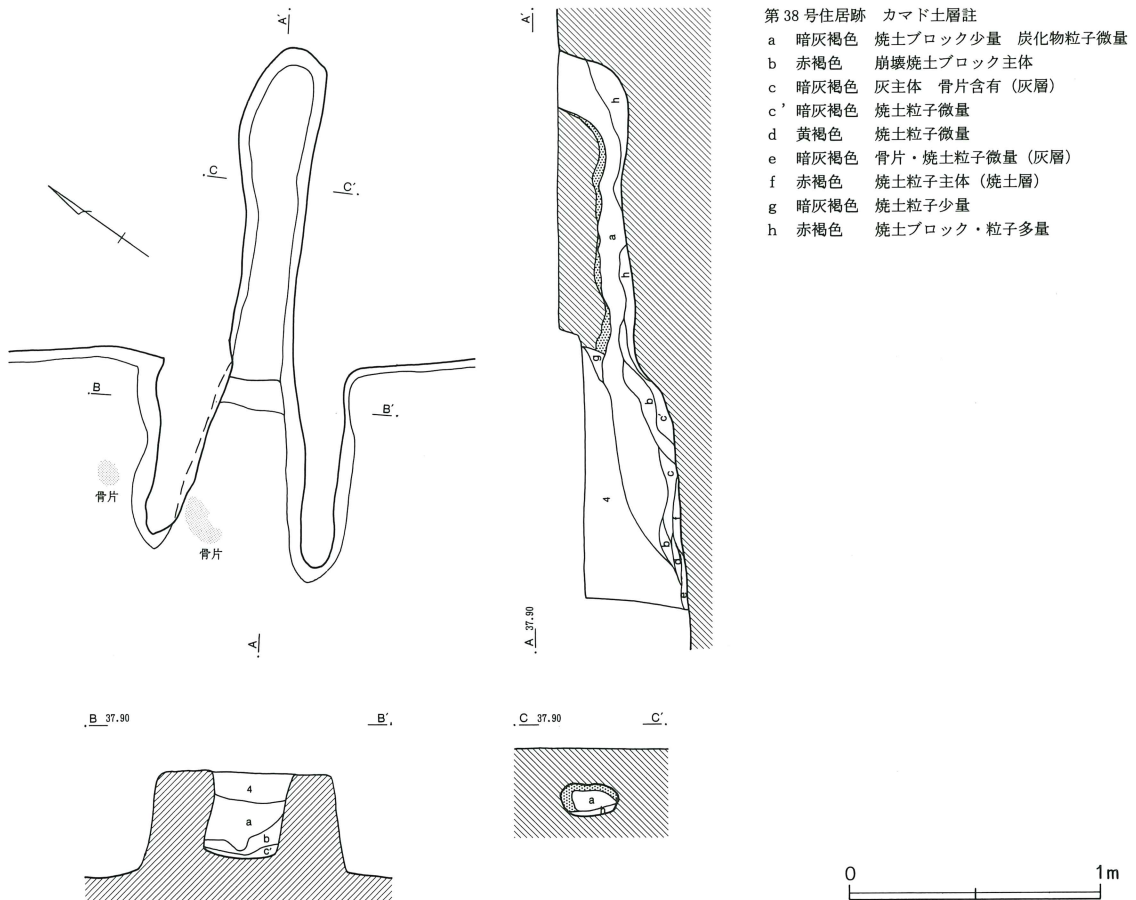 第38号住居跡 カマド土層註
a 暗灰褐色 焼土ブロック少量 炭化物粒子微量
b 赤褐色 崩壊焼土ブロック主体
c 暗灰褐色 灰主体 骨片含有（灰層）
c' 暗灰褐色 焼土粒子微量
d 黄褐色 焼土粒子微量
e 暗灰褐色 骨片・焼土粒子微量（灰層）
f 赤褐色 焼土粒子主体（焼土層）
g 暗灰褐色 焼土粒子少量
h 赤褐色 焼土ブロック・粒子多量
A'
C
C'
B
B'
骨片
骨片
A
A'
h
a
h
g
b
c'
c
4
f
b
d
e
A 37.90
B 37.90
B'
4
a
b
c'
C 37.90
C'
a
h
0
1m